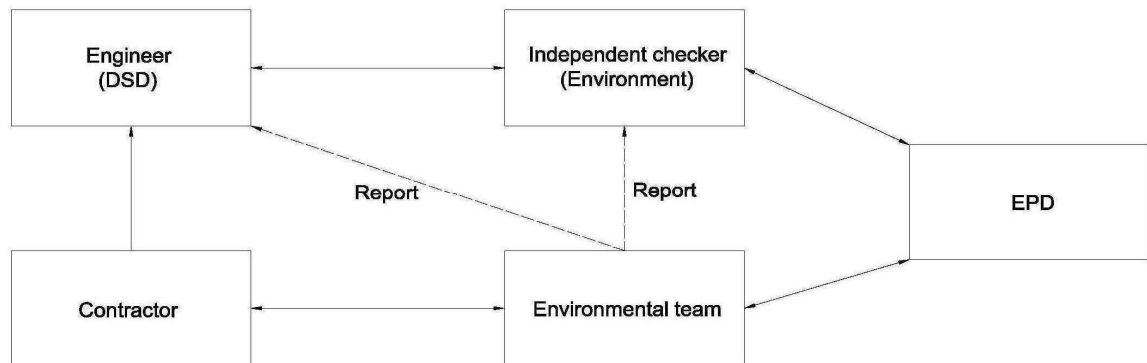 Engineer
(DSD)
Independent checker
(Environment)
Report
Report
EPD
Contractor
Environmental team